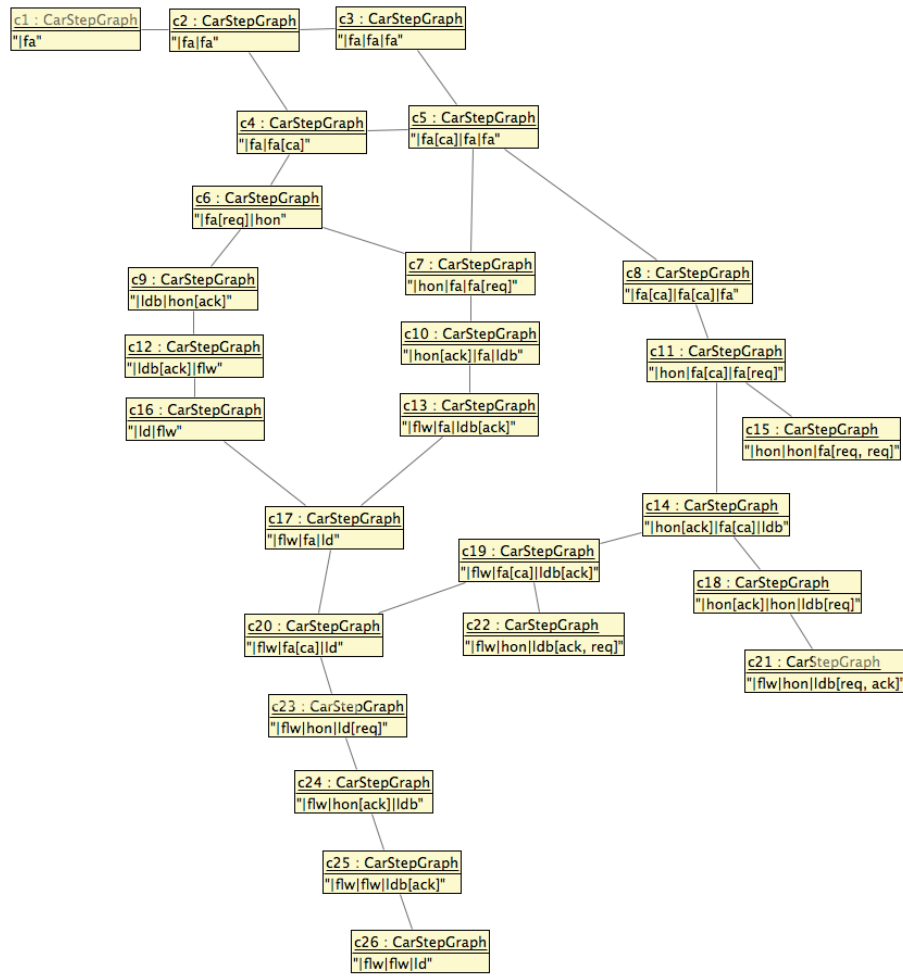 c1 : CarStepGraph
"|fa"
c2 : CarStepGraph
"|fa|fa"
c3 : CarStepGraph
"|fa|fa|fa"
c4 : CarStepGraph
"|fa|fa[ca]"
c5 : CarStepGraph
"|fa[ca]|fa|fa"
c6 : CarStepGraph
"|fa[req]|hon"
c7 : CarStepGraph
"|hon|fa|fa[req]"
c8 : CarStepGraph
"|fa[ca]|fa[ca]|fa"
c9 : CarStepGraph
"|ldb|hon[ack]"
c10 : CarStepGraph
"|hon[ack]|fa|ldb"
c12 : CarStepGraph
"|ldb[ack]|flw"
c11 : CarStepGraph
"|hon|fa[ca]|fa[req]"
c16 : CarStepGraph
"|ld|flw"
c13 : CarStepGraph
"|flw|fa|ldb[ack]"
c15 : CarStepGraph
"|hon|hon|fa[req, req]"
c17 : CarStepGraph
"|flw|fa|ld"
c14 : CarStepGraph
"|hon[ack]|fa[ca]|ldb"
c19 : CarStepGraph
"|flw|fa[ca]|ldb[ack]"
c18 : CarStepGraph
"|hon[ack]|hon|ldb[req]"
c20 : CarStepGraph
"|flw|fa[ca]|ld"
c22 : CarStepGraph
"|flw|hon|ldb[ack, req]"
c21 : CarStepGraph
"|flw|hon|ldb[req, ack]"
c23 : CarStepGraph
"|flw|hon|ld[req]"
c24 : CarStepGraph
"|flw|hon[ack]|ldb"
c25 : CarStepGraph
"|flw|flw|ldb[ack]"
c26 : CarStepGraph
"|flw|flw|ld"